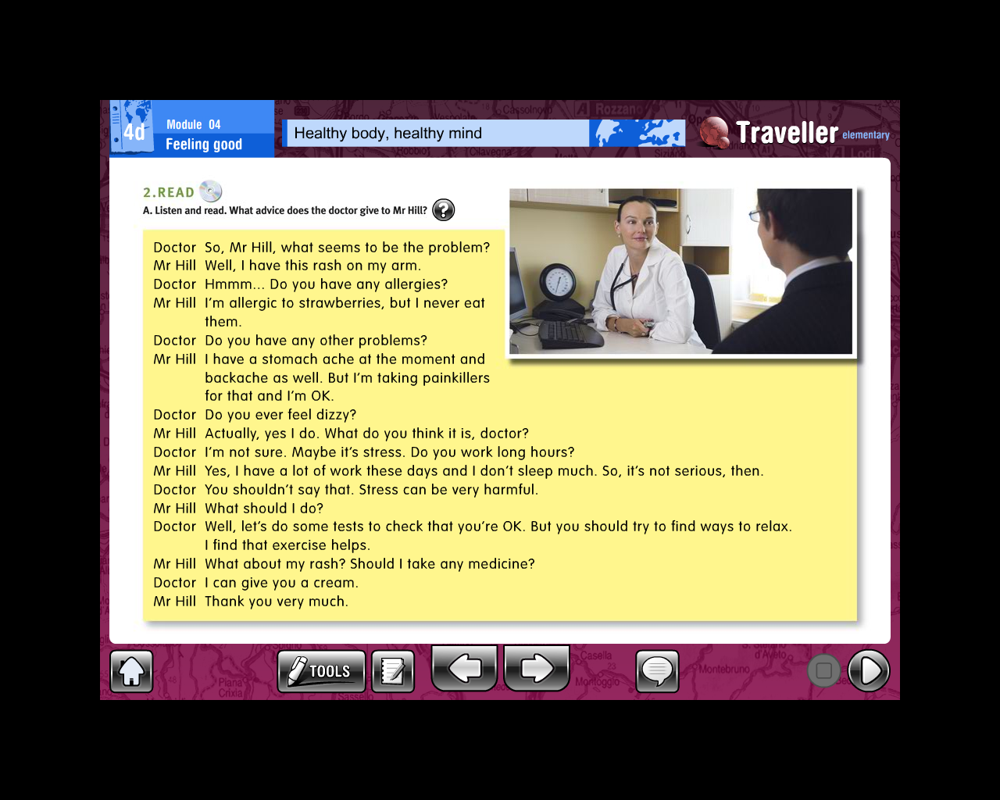 4d
Module 04
Feeling good
Healthy body, healthy mind
Traveller elementary
2.READ
A. Listen and read. What advice does the doctor give to Mr Hill?
?
Doctor So, Mr Hill, what seems to be the problem?
Mr Hill Well, I have this rash on my arm.
Doctor Hmmm... Do you have any allergies?
Mr Hill I'm allergic to strawberries, but I never eat
them.
Doctor Do you have any other problems?
Mr Hill I have a stomach ache at the moment and
backache as well. But I'm taking painkillers
for that and I'm OK.
Doctor Do you ever feel dizzy?
Mr Hill Actually, yes I do. What do you think it is, doctor?
Doctor I'm not sure. Maybe it's stress. Do you work long hours?
Mr Hill Yes, I have a lot of work these days and I don't sleep much. So, it's not serious, then.
Doctor You shouldn't say that. Stress can be very harmful.
Mr Hill What should I do?
Doctor Well, let's do some tests to check that you're OK. But you should try to find ways to relax.
I find that exercise helps.
Mr Hill What about my rash? Should I take any medicine?
Doctor I can give you a cream.
Mr Hill Thank you very much.
TOOLS
Rozzano
Cassolnovo
Lodi
Casella
Montoggio
Montebruno
Piana
Crixia
Sassello
d'Aveto